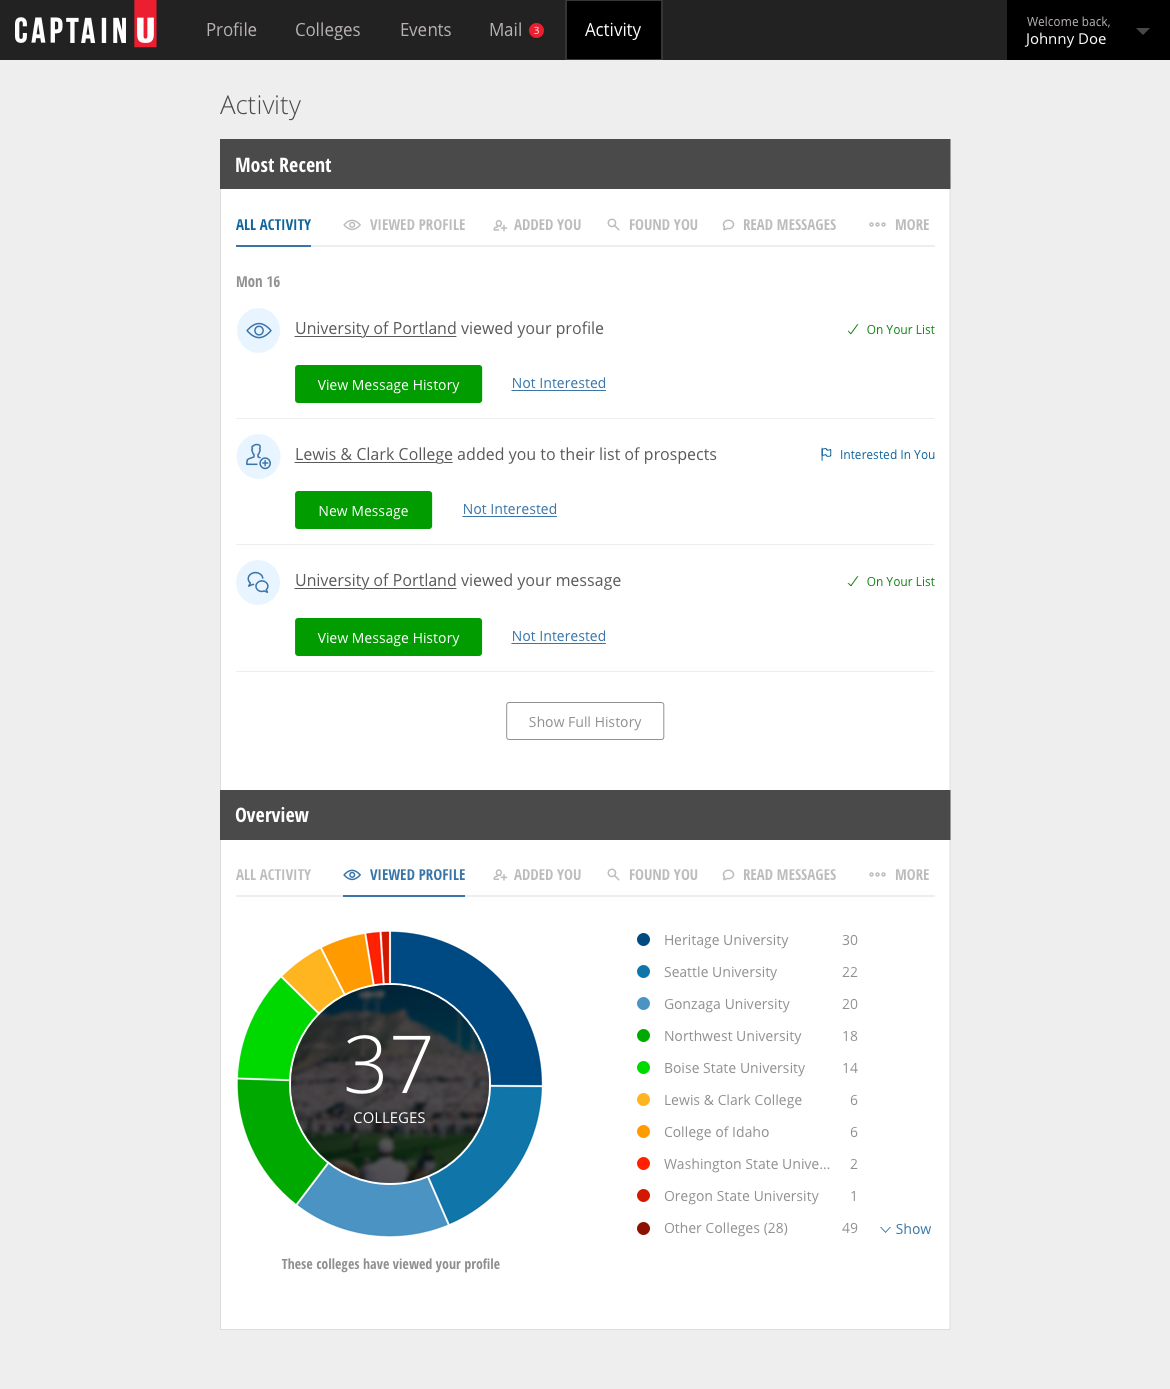 CAPTAIN U
Profile
Colleges
Events
Mail 3
Activity
Welcome back,
Johnny Doe
Activity
Most Recent
ALL ACTIVITY
VIEWED PROFILE
ADDED YOU
FOUND YOU
READ MESSAGES
MORE
Mon 16
University of Portland viewed your profile
On Your List
View Message History
Not Interested
Lewis & Clark College added you to their list of prospects
Interested In You
New Message
Not Interested
University of Portland viewed your message
On Your List
View Message History
Not Interested
Show Full History
Overview
ALL ACTIVITY
VIEWED PROFILE
ADDED YOU
FOUND YOU
READ MESSAGES
MORE
37
COLLEGES
These colleges have viewed your profile
Heritage University 30
Seattle University 22
Gonzaga University 20
Northwest University 18
Boise State University 14
Lewis & Clark College 6
College of Idaho 6
Washington State Unive... 2
Oregon State University 1
Other Colleges (28) 49
Show